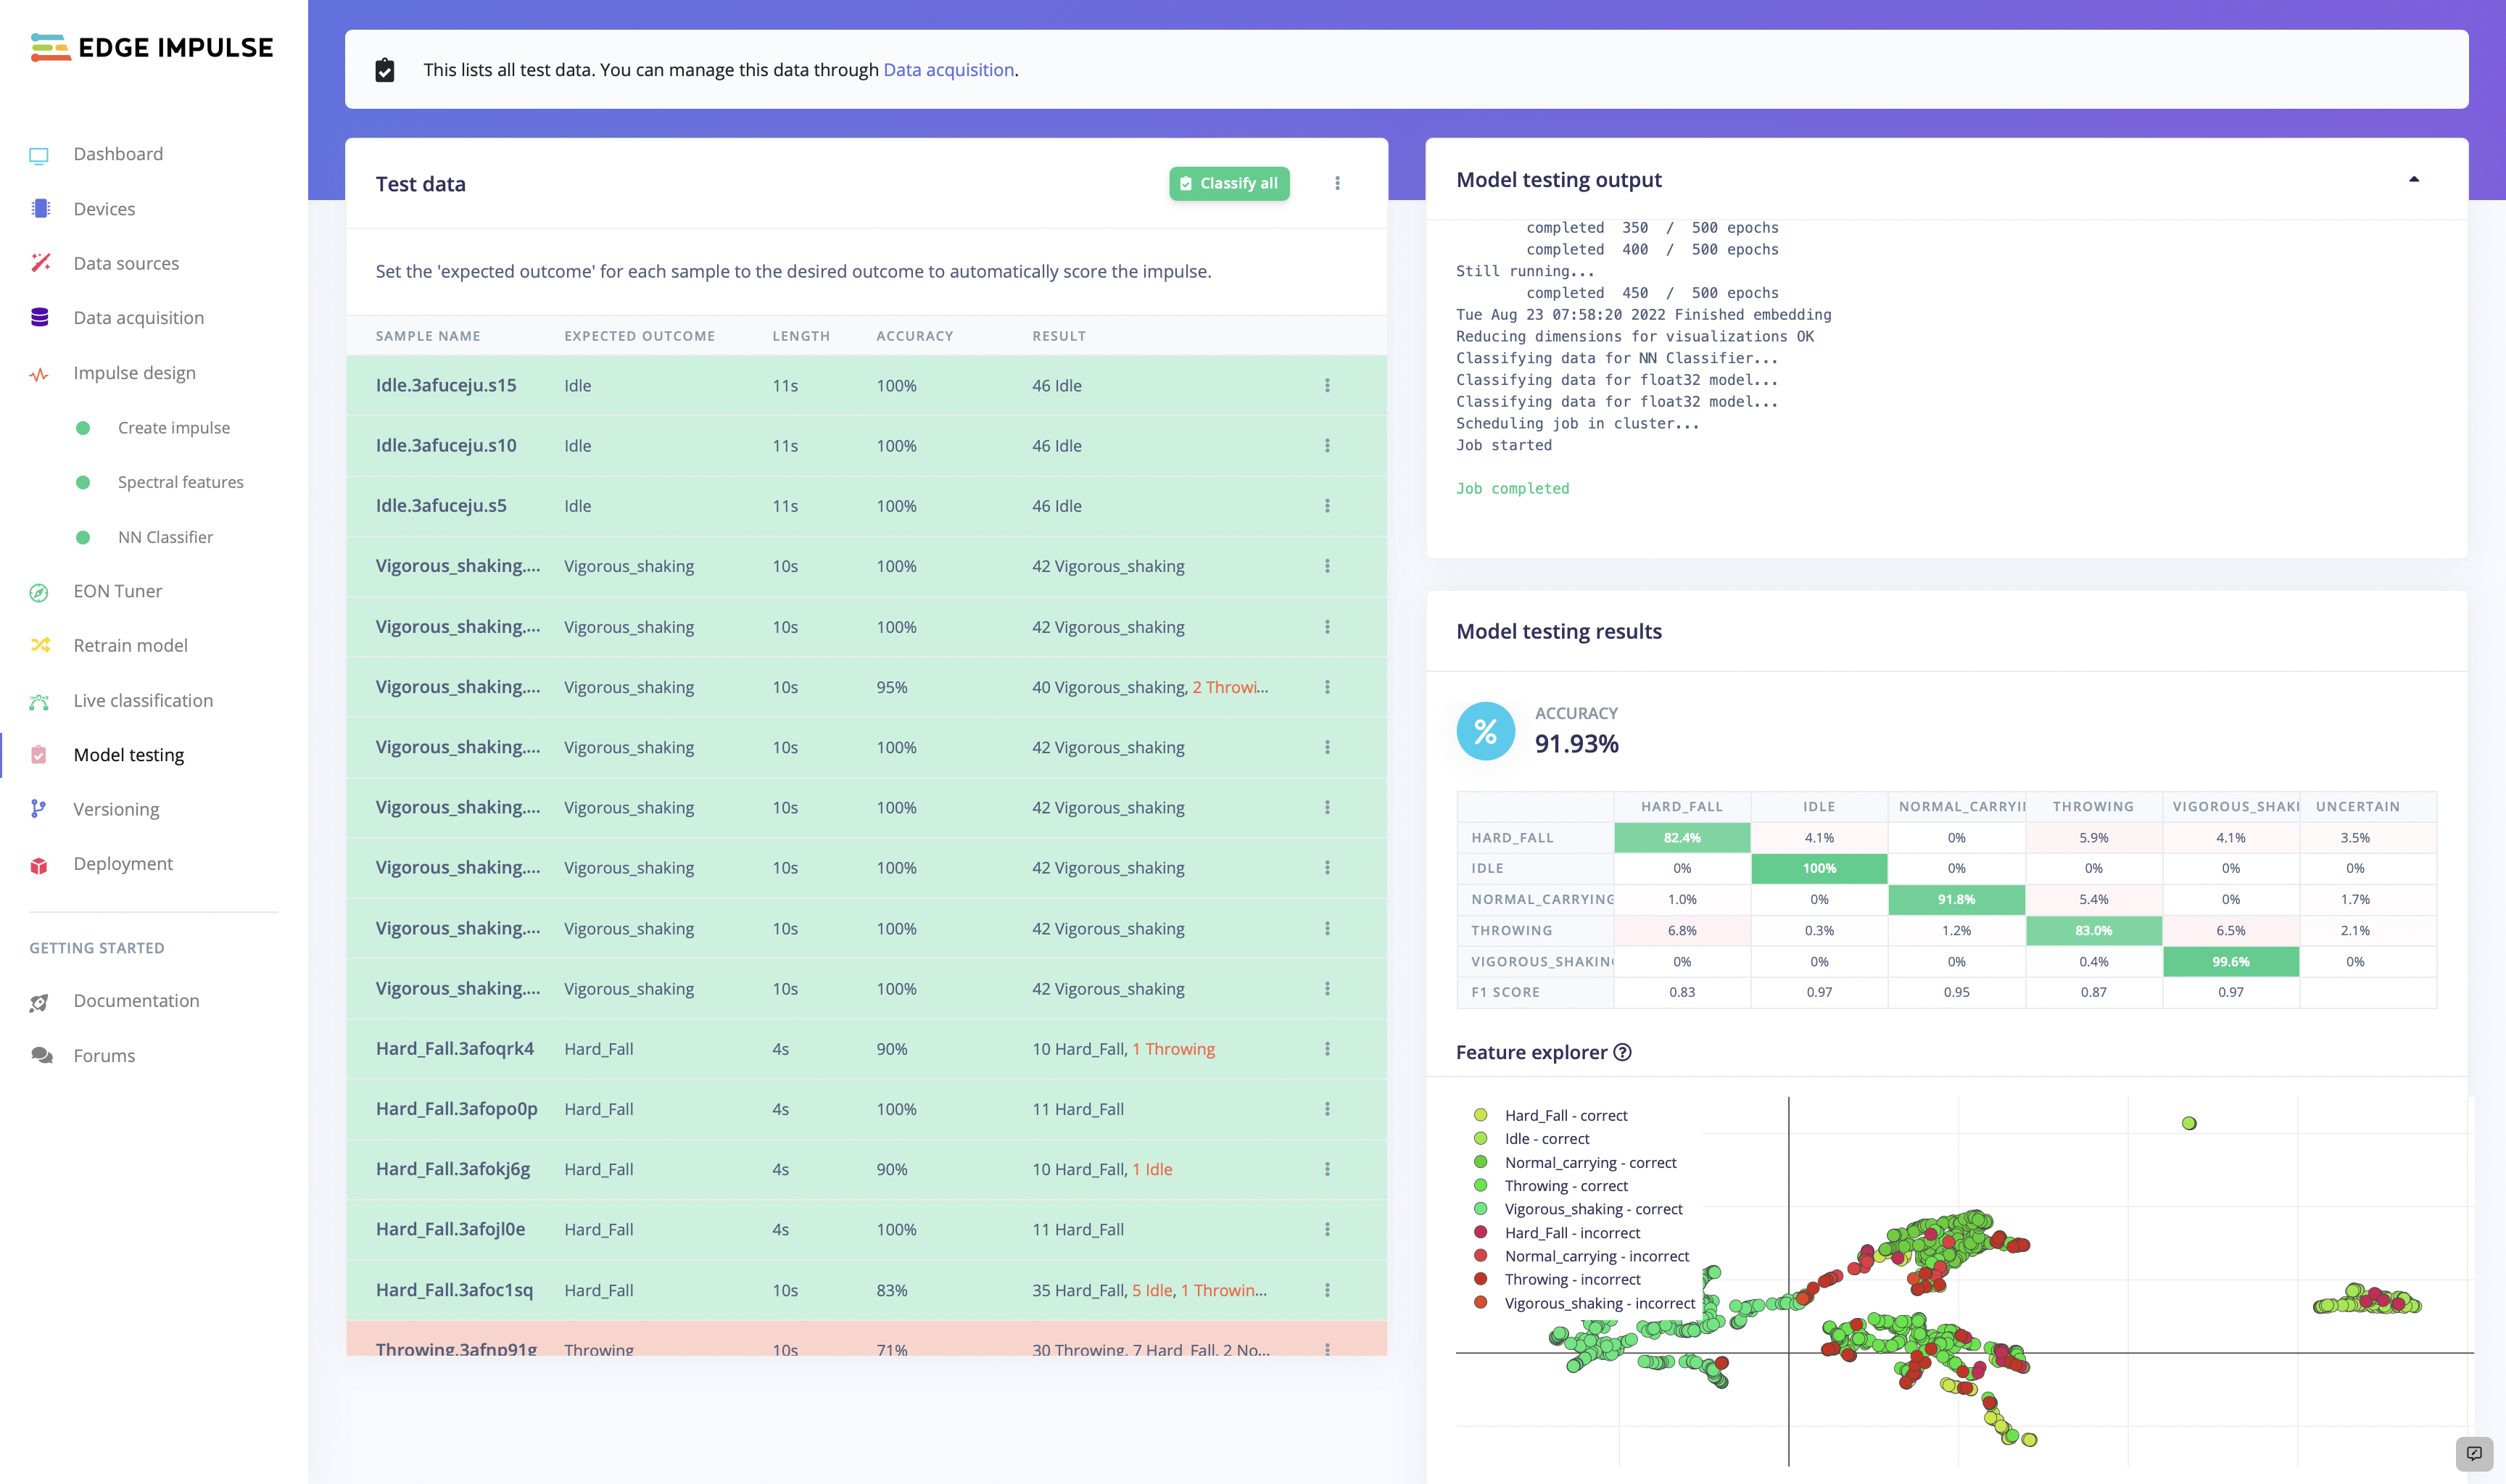 EDGE IMPULSE
Dashboard
Devices
Data sources
Data acquisition
Impulse design
Create impulse
Spectral features
NN Classifier
EON Tuner
Retrain model
Live classification
Model testing
Versioning
Deployment
GETTING STARTED
Documentation
Forums
This lists all test data. You can manage this data through Data acquisition.
Test data
Classify all
Set the 'expected outcome' for each sample to the desired outcome to automatically score the impulse.
SAMPLE NAME EXPECTED OUTCOME LENGTH ACCURACY RESULT
Idle.3afuceju.s15 Idle 11s 100% 46 Idle
Idle.3afuceju.s10 Idle 11s 100% 46 Idle
Idle.3afuceju.s5 Idle 11s 100% 46 Idle
Vigorous_shaking.... Vigorous_shaking 10s 100% 42 Vigorous_shaking
Vigorous_shaking.... Vigorous_shaking 10s 100% 42 Vigorous_shaking
Vigorous_shaking.... Vigorous_shaking 10s 95% 40 Vigorous_shaking, 2 Throwi...
Vigorous_shaking.... Vigorous_shaking 10s 100% 42 Vigorous_shaking
Vigorous_shaking.... Vigorous_shaking 10s 100% 42 Vigorous_shaking
Vigorous_shaking.... Vigorous_shaking 10s 100% 42 Vigorous_shaking
Vigorous_shaking.... Vigorous_shaking 10s 100% 42 Vigorous_shaking
Vigorous_shaking.... Vigorous_shaking 10s 100% 42 Vigorous_shaking
Hard_Fall.3afoqrk4 Hard_Fall 4s 90% 10 Hard_Fall, 1 Throwing
Hard_Fall.3afopo0p Hard_Fall 4s 100% 11 Hard_Fall
Hard_Fall.3afokj6g Hard_Fall 4s 90% 10 Hard_Fall, 1 Idle
Hard_Fall.3afojl0e Hard_Fall 4s 100% 11 Hard_Fall
Hard_Fall.3afoc1sq Hard_Fall 10s 83% 35 Hard_Fall, 5 Idle, 1 Throwin...
Throwing.3afnp91g Throwing 10s 71% 30 Throwing, 7 Hard_Fall, 2 No...
Model testing output
completed 350 / 500 epochs
completed 400 / 500 epochs
Still running...
completed 450 / 500 epochs
Tue Aug 23 07:58:20 2022 Finished embedding
Reducing dimensions for visualizations OK
Classifying data for NN Classifier...
Classifying data for float32 model...
Classifying data for float32 model...
Scheduling job in cluster...
Job started
Job completed
Model testing results
%
ACCURACY
91.93%
HARD_FALL IDLE NORMAL_CARRYI THROWING VIGOROUS_SHAKI UNCERTAIN
HARD_FALL 82.4% 4.1% 0% 5.9% 4.1% 3.5%
IDLE 0% 100% 0% 0% 0% 0%
NORMAL_CARRYING 1.0% 0% 91.8% 5.4% 0% 1.7%
THROWING 6.8% 0.3% 1.2% 83.0% 6.5% 2.1%
VIGOROUS_SHAKING 0% 0% 0% 0.4% 99.6% 0%
F1 SCORE 0.83 0.97 0.95 0.87 0.97
Feature explorer ?
Hard_Fall - correct
Idle - correct
Normal_carrying - correct
Throwing - correct
Vigorous_shaking - correct
Hard_Fall - incorrect
Normal_carrying - incorrect
Throwing - incorrect
Vigorous_shaking - incorrect